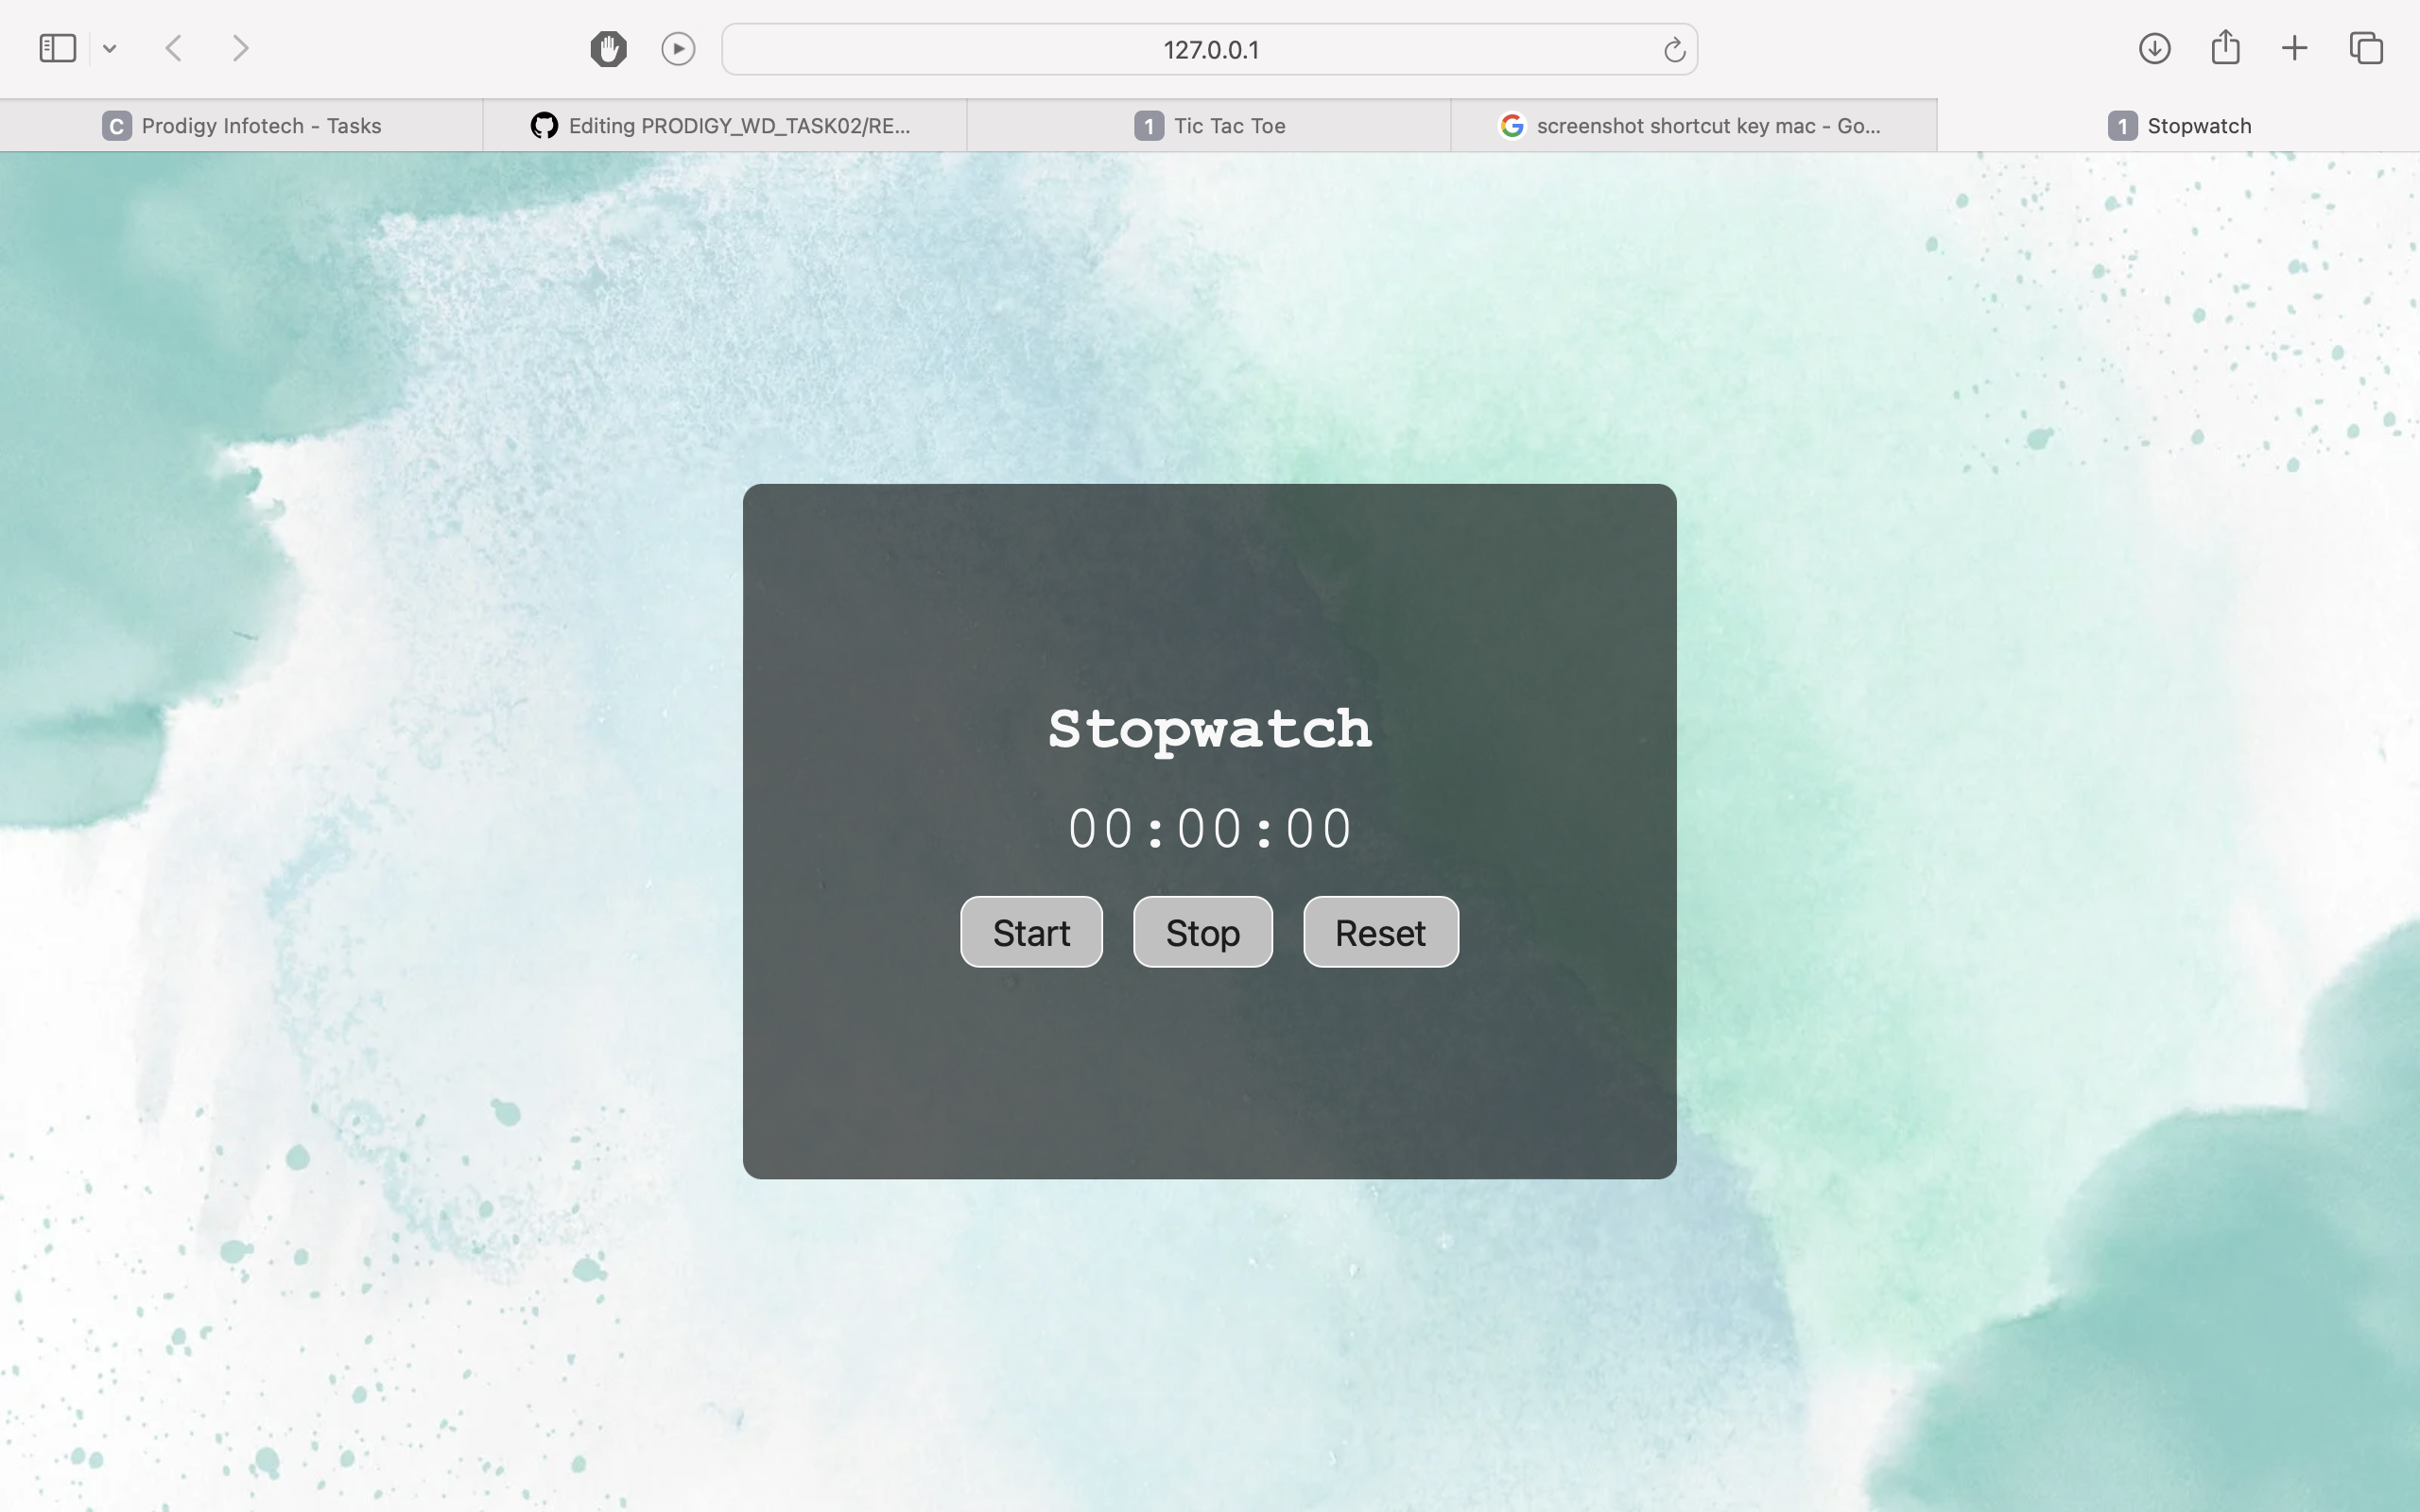 127.0.0.1
C Prodigy Infotech - Tasks
Editing PRODIGY_WD_TASK02/RE...
1 Tic Tac Toe
G screenshot shortcut key mac - Go...
1 Stopwatch
Stopwatch
00:00:00
Start Stop Reset